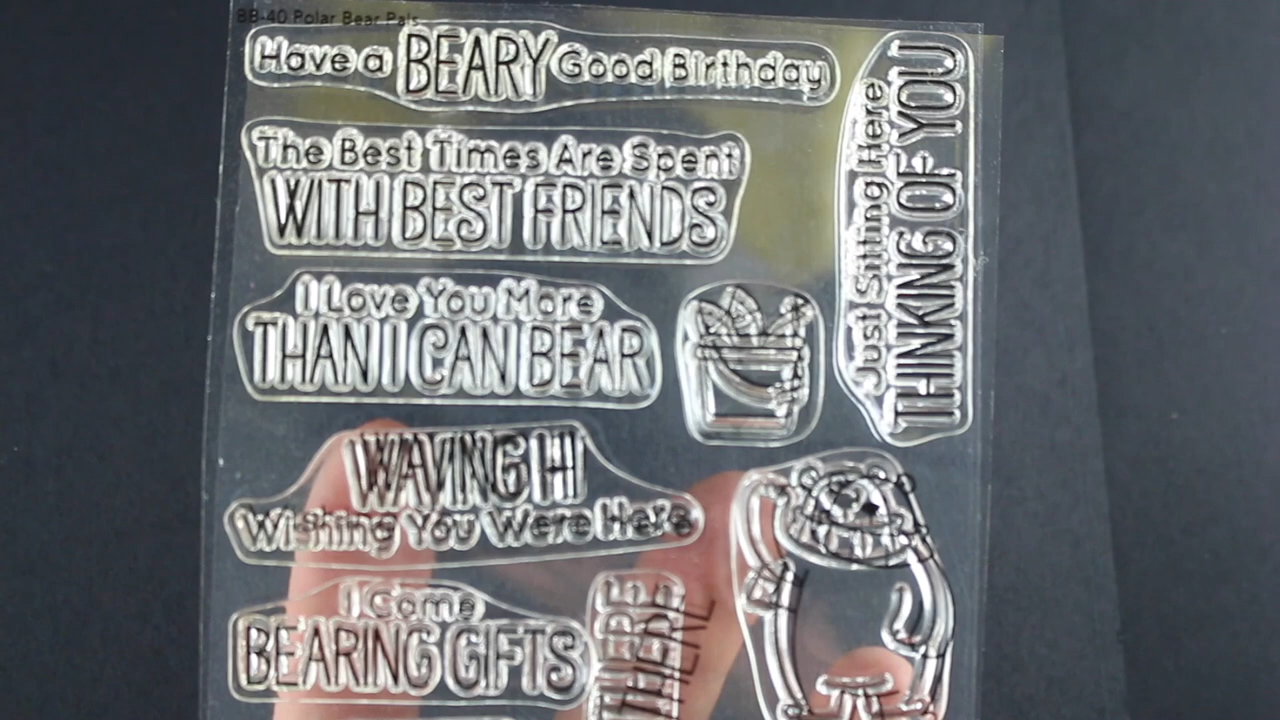 BB-40 Polar Bear Pals
Have a BEARY Good Birthday
The Best Times Are Spent
WITH BEST FRIENDS
Just Sitting Here
THINKING OF YOU
I Love You More
THAN I CAN BEAR
WAVING HI
Wishing You Were Here
I Come
BEARING GIFTS
THERE